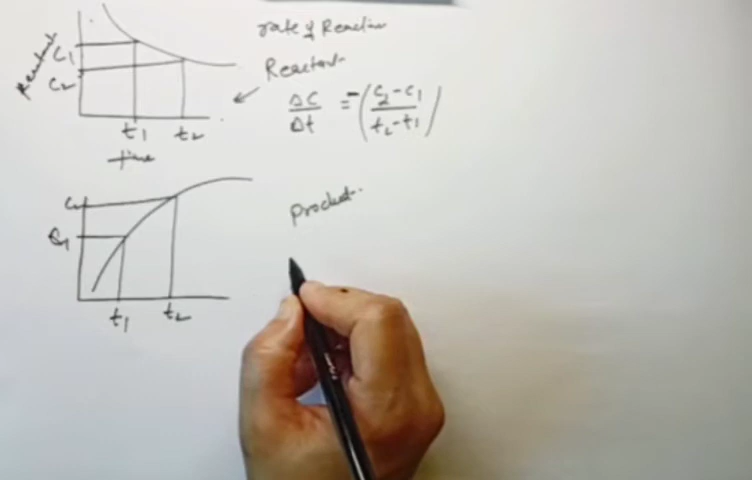 rate of Reaction
Reactant
C1
C2
Reactant
ΔC/Δt = -(C2-C1/t2-t1)
t1 t2
time
Product
C2
C1
t1 t2